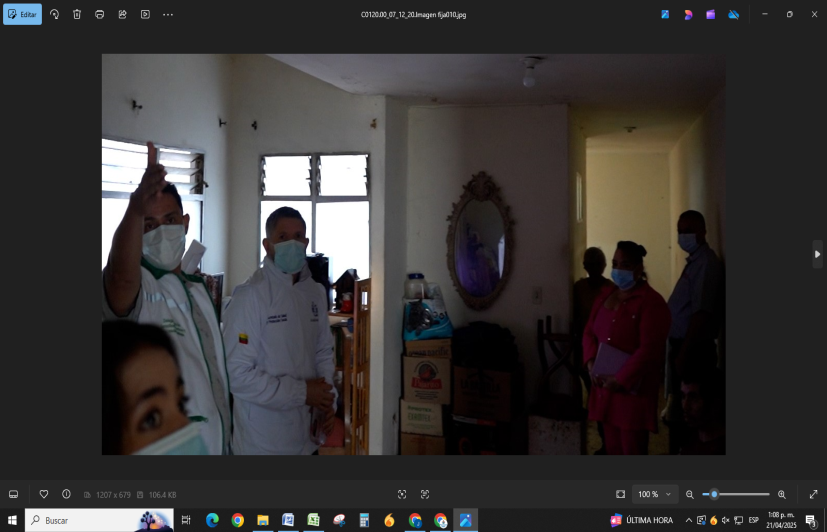 Editar
C0120.00_07_12_20.Imagen fija010.jpg
1207 x 679
106.4 KB
100 %
Buscar
ÚLTIMA HORA
ESP
1:08 p. m.
21/04/2025